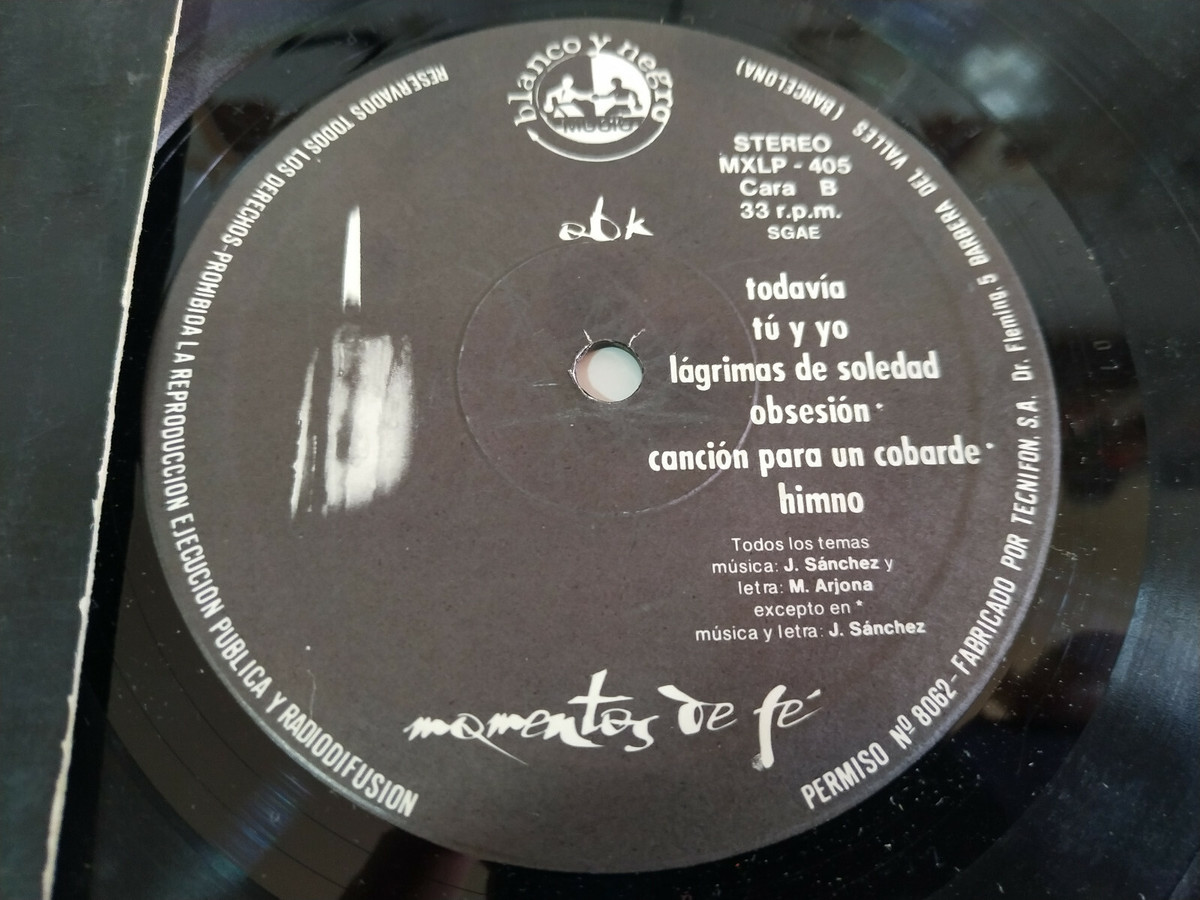 blanco y negro
MUSIC
STEREO
MXLP - 405
Cara B
33 r.p.m.
SGAE
obk
todavía
tú y yo
lágrimas de soledad
obsesión *
canción para un cobarde *
himno
Todos los temas
música: J. Sánchez y
letra: M. Arjona
excepto en *
música y letra: J. Sánchez
momentos de fé
RESERVADOS TODOS LOS DERECHOS-PROHIBIDA LA REPRODUCCION EJECUCION PUBLICA Y RADIODIFUSION
PERMISO Nº 8062-FABRICADO POR TECNIFON, S.A. Dr. Fleming, 5 BARBERA DEL VALLES (BARCELONA)